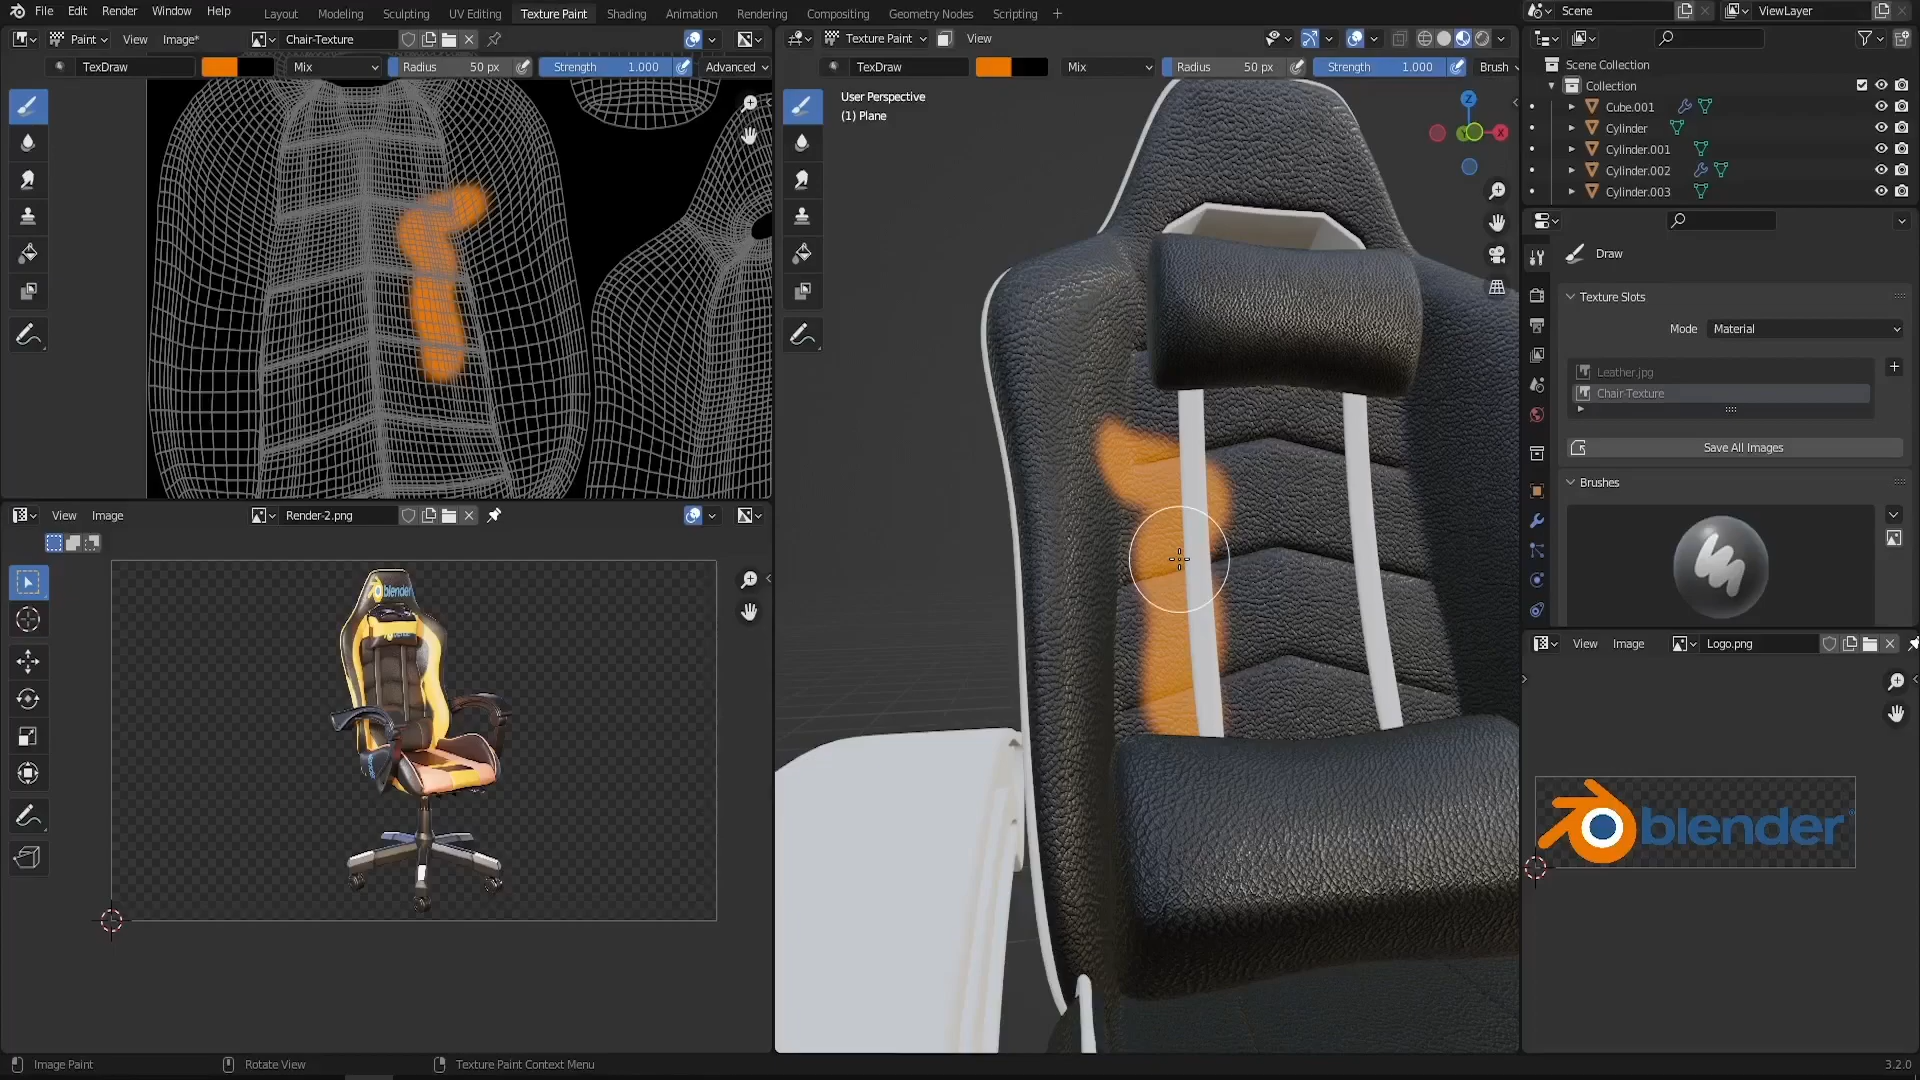 File Edit Render Window Help Layout Modeling Sculpting UV Editing Texture Paint Shading Animation Rendering Compositing Geometry Nodes Scripting + Scene ViewLayer
Paint View Image* Chair-Texture Texture Paint View
TexDraw Mix Radius 50 px Strength 1.000 Advanced TexDraw Mix Radius 50 px Strength 1.000 Brush
User Perspective
(1) Plane
Z
X
Scene Collection
Collection
Cube.001
Cylinder
Cylinder.001
Cylinder.002
Cylinder.003
Draw
Texture Slots
Mode Material
Leather.jpg
Chair-Texture
Save All Images
Brushes
View Image Render-2.png
blender
View Image Logo.png
blender
Image Paint Rotate View Texture Paint Context Menu 3.2.0